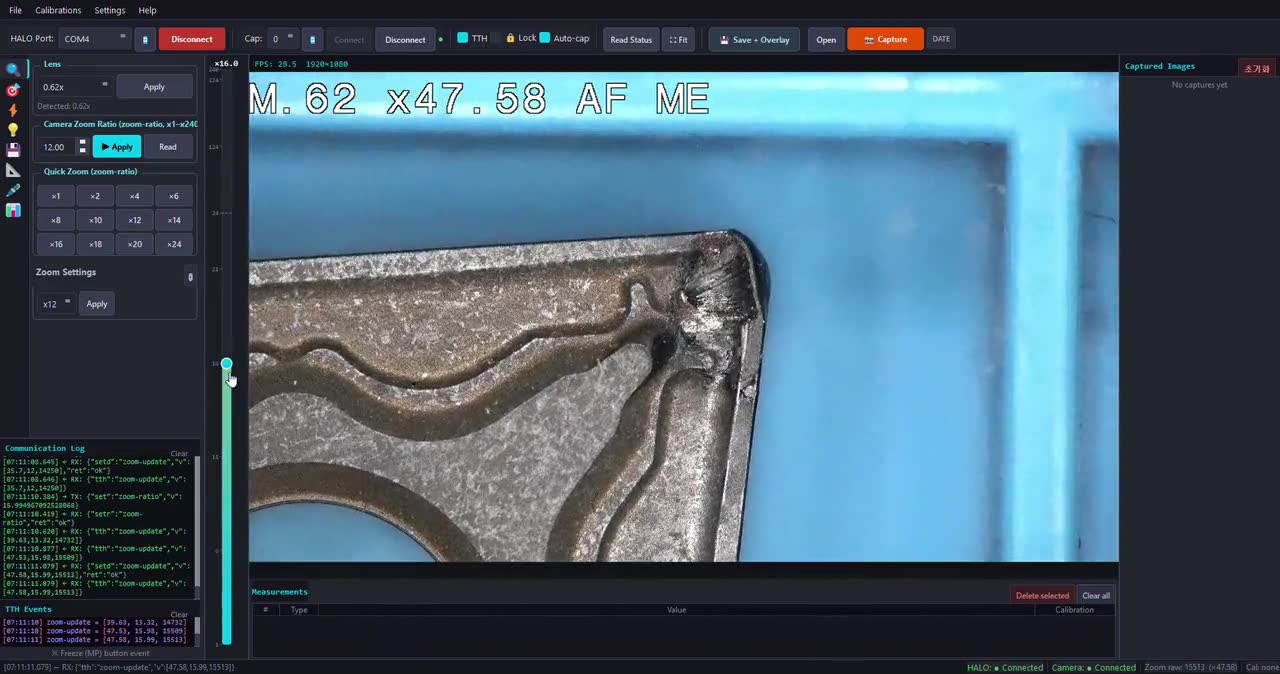 File Calibrations Settings Help
HALO Port: COM4 Disconnect Cap: 0 Connect Disconnect TTH Lock Auto-cap Read Status Fit Save + Overlay Open Capture DATE
Lens
0.62x Apply
Detected: 0.62x
Camera Zoom Ratio (zoom-ratio, x1~x240
12.00 Apply Read
Quick Zoom (zoom-ratio)
×1 ×2 ×4 ×6
×8 ×10 ×12 ×14
×16 ×18 ×20 ×24
Zoom Settings
x12 Apply
×16.0
240
224
124
24
21
16
11
6
1
FPS: 28.5 1920×1080
M.62 x47.58 AF ME
Captured Images 초기화
No captures yet
Communication Log
Clear
[07:11:08.645] ← RX: {"setd":"zoom-update","v":
[35.7,12,14250],"ret":"ok"}
[07:11:08.646] ← RX: {"tth":"zoom-update","v":
[35.7,12,14250]}
[07:11:10.384] → TX: {"set":"zoom-ratio","v":
15.994967092528068}
[07:11:10.419] ← RX: {"setr":"zoom-
ratio","ret":"ok"}
[07:11:10.620] ← RX: {"tth":"zoom-update","v":
[39.63,13.32,14732]}
[07:11:10.877] ← RX: {"tth":"zoom-update","v":
[47.53,15.98,15509]}
[07:11:11.079] ← RX: {"setd":"zoom-update","v":
[47.58,15.99,15513],"ret":"ok"}
[07:11:11.079] ← RX: {"tth":"zoom-update","v":
[47.58,15.99,15513]}
TTH Events
Clear
[07:11:10] zoom-update = [39.63, 13.32, 14732]
[07:11:10] zoom-update = [47.53, 15.98, 15509]
[07:11:11] zoom-update = [47.58, 15.99, 15513]
※ Freeze (MP) button event
Measurements Delete selected Clear all
# Type Value Calibration
[07:11:11.079] ← RX: {"tth":"zoom-update","v":[47.58,15.99,15513]}
HALO: ● Connected Camera: ● Connected Zoom raw: 15513 (×47.58) Cal: none